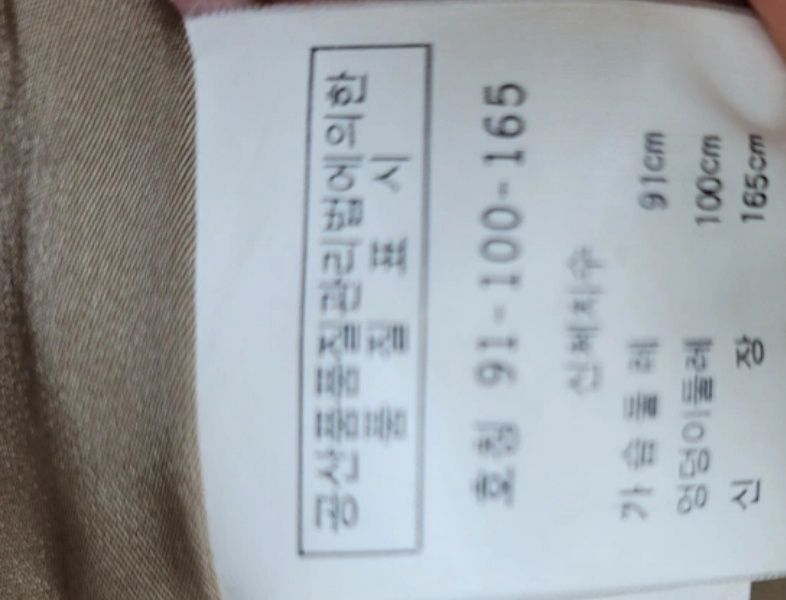 공산품품질관리법에의한
품 질 표 시
호칭 91-100-165
신체치수
가 슴 둘 레 91cm
엉덩이둘레 100cm
신 장 165cm